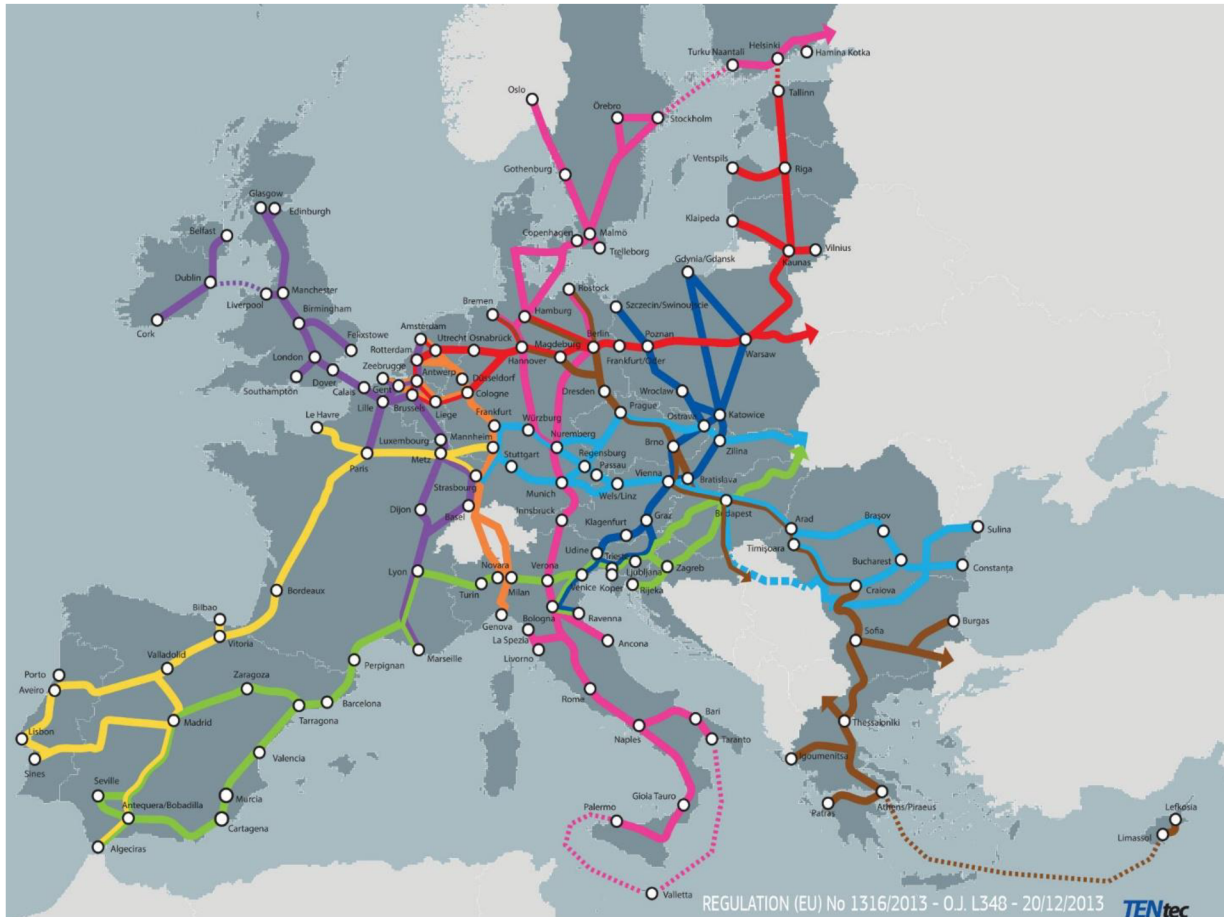 Helsinki
Turku Naantali
Hamina Kotka
Oslo
Örebro
Stockholm
Tallinn
Ventspils
Riga
Gothenburg
Glasgow
Edinburgh
Klaipeda
Belfast
Copenhagen
Malmö
Trelleborg
Kaunas
Vilnius
Gdynia/Gdansk
Dublin
Liverpool
Manchester
Rostock
Szczecin/Swinoujscie
Birmingham
Bremen
Hamburg
Cork
Felixstowe
Amsterdam
Utrecht
Osnabrück
Magdeburg
Berlin
Poznan
Warsaw
London
Rotterdam
Hannover
Frankfurt/Oder
Zeebrugge
Antwerp
Düsseldorf
Southampton
Dover
Calais
Gent
Cologne
Dresden
Wroclaw
Lille
Brussels
Liege
Prague
Katowice
Le Havre
Frankfurt
Würzburg
Ostrava
Luxembourg
Mannheim
Nuremberg
Brno
Zilina
Paris
Metz
Stuttgart
Regensburg
Passau
Vienna
Strasbourg
Munich
Wels/Linz
Bratislava
Dijon
Basel
Innsbruck
Graz
Budapest
Klagenfurt
Arad
Braşov
Sulina
Udine
Trieste
Timişoara
Lyon
Novara
Verona
Ljubljana
Zagreb
Bucharest
Constanţa
Turin
Milan
Venice
Koper
Rijeka
Craiova
Bordeaux
Genova
Bologna
Ravenna
Bilbao
Vitoria
La Spezia
Ancona
Sofia
Burgas
Marseille
Livorno
Porto
Valladolid
Perpignan
Aveiro
Zaragoza
Rome
Barcelona
Madrid
Tarragona
Bari
Thessaloniki
Lisbon
Naples
Taranto
Sines
Valencia
Igoumenitsa
Seville
Murcia
Antequera/Bobadilla
Gioia Tauro
Palermo
Athens/Piraeus
Patras
Lefkosia
Cartagena
Limassol
Algeciras
Valletta
REGULATION (EU) No 1316/2013 - O.J. L348 - 20/12/2013
TENtec